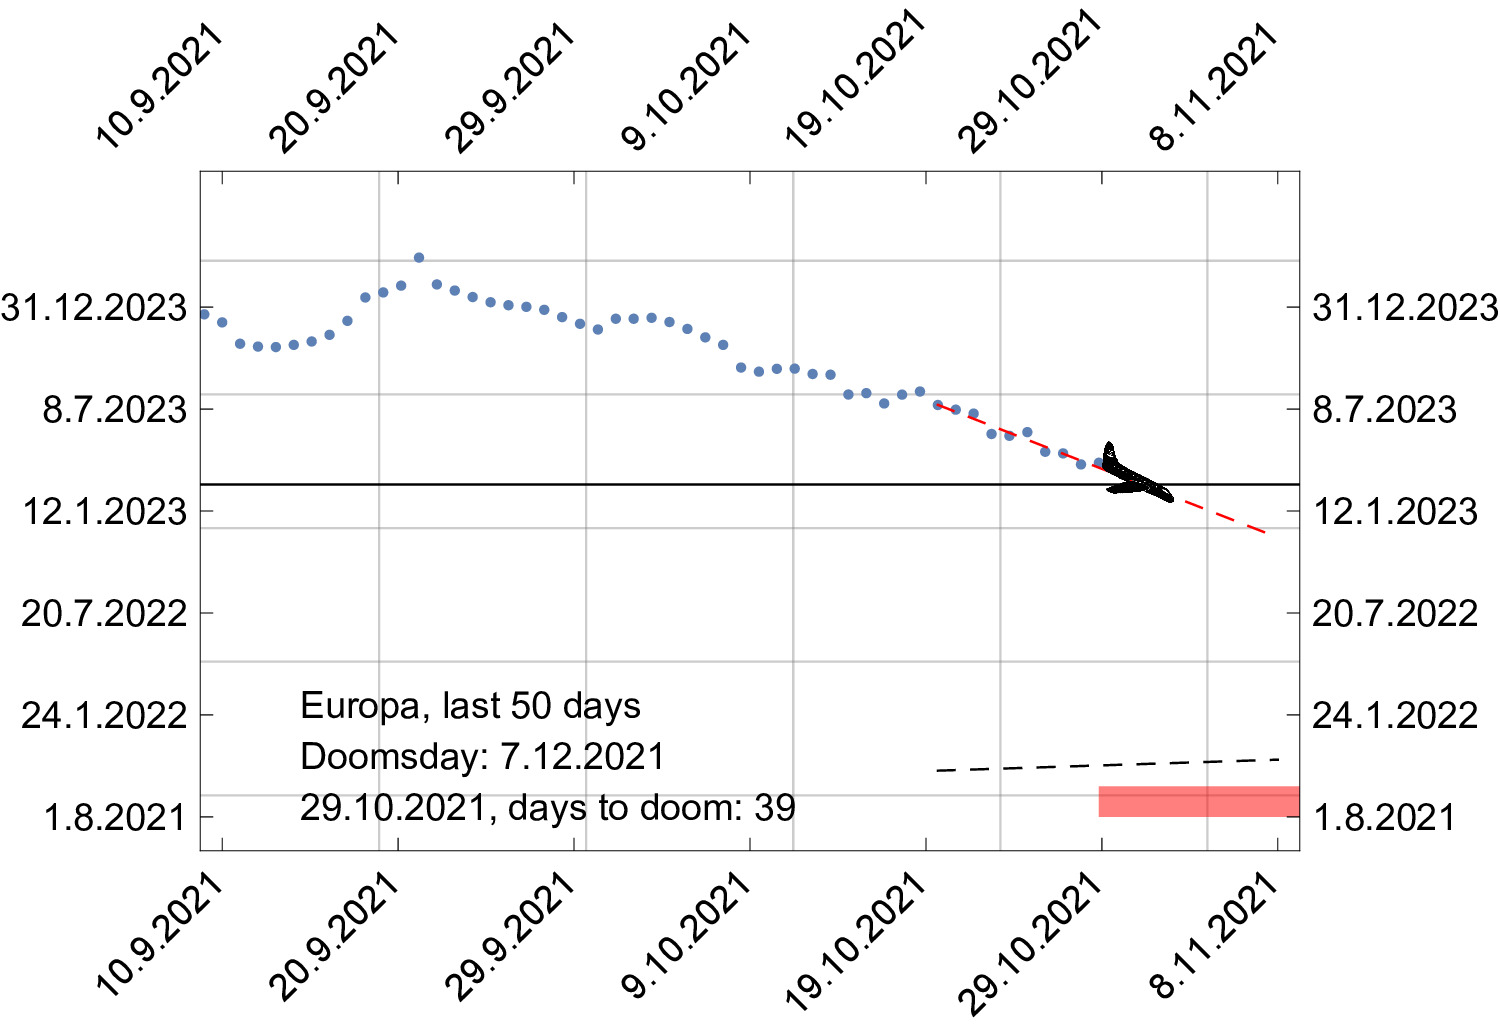 10.9.2021 20.9.2021 29.9.2021 9.10.2021 19.10.2021 29.10.2021 8.11.2021
31.12.2023 31.12.2023
8.7.2023 8.7.2023
12.1.2023 12.1.2023
20.7.2022 20.7.2022
24.1.2022 24.1.2022
1.8.2021 1.8.2021
Europa, last 50 days
Doomsday: 7.12.2021
29.10.2021, days to doom: 39
10.9.2021 20.9.2021 29.9.2021 9.10.2021 19.10.2021 29.10.2021 8.11.2021